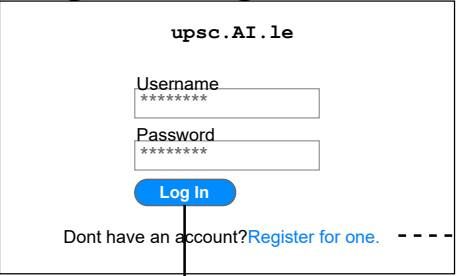 upsc.AI.le
Username
********
Password
********
Log In
Dont have an account?Register for one.